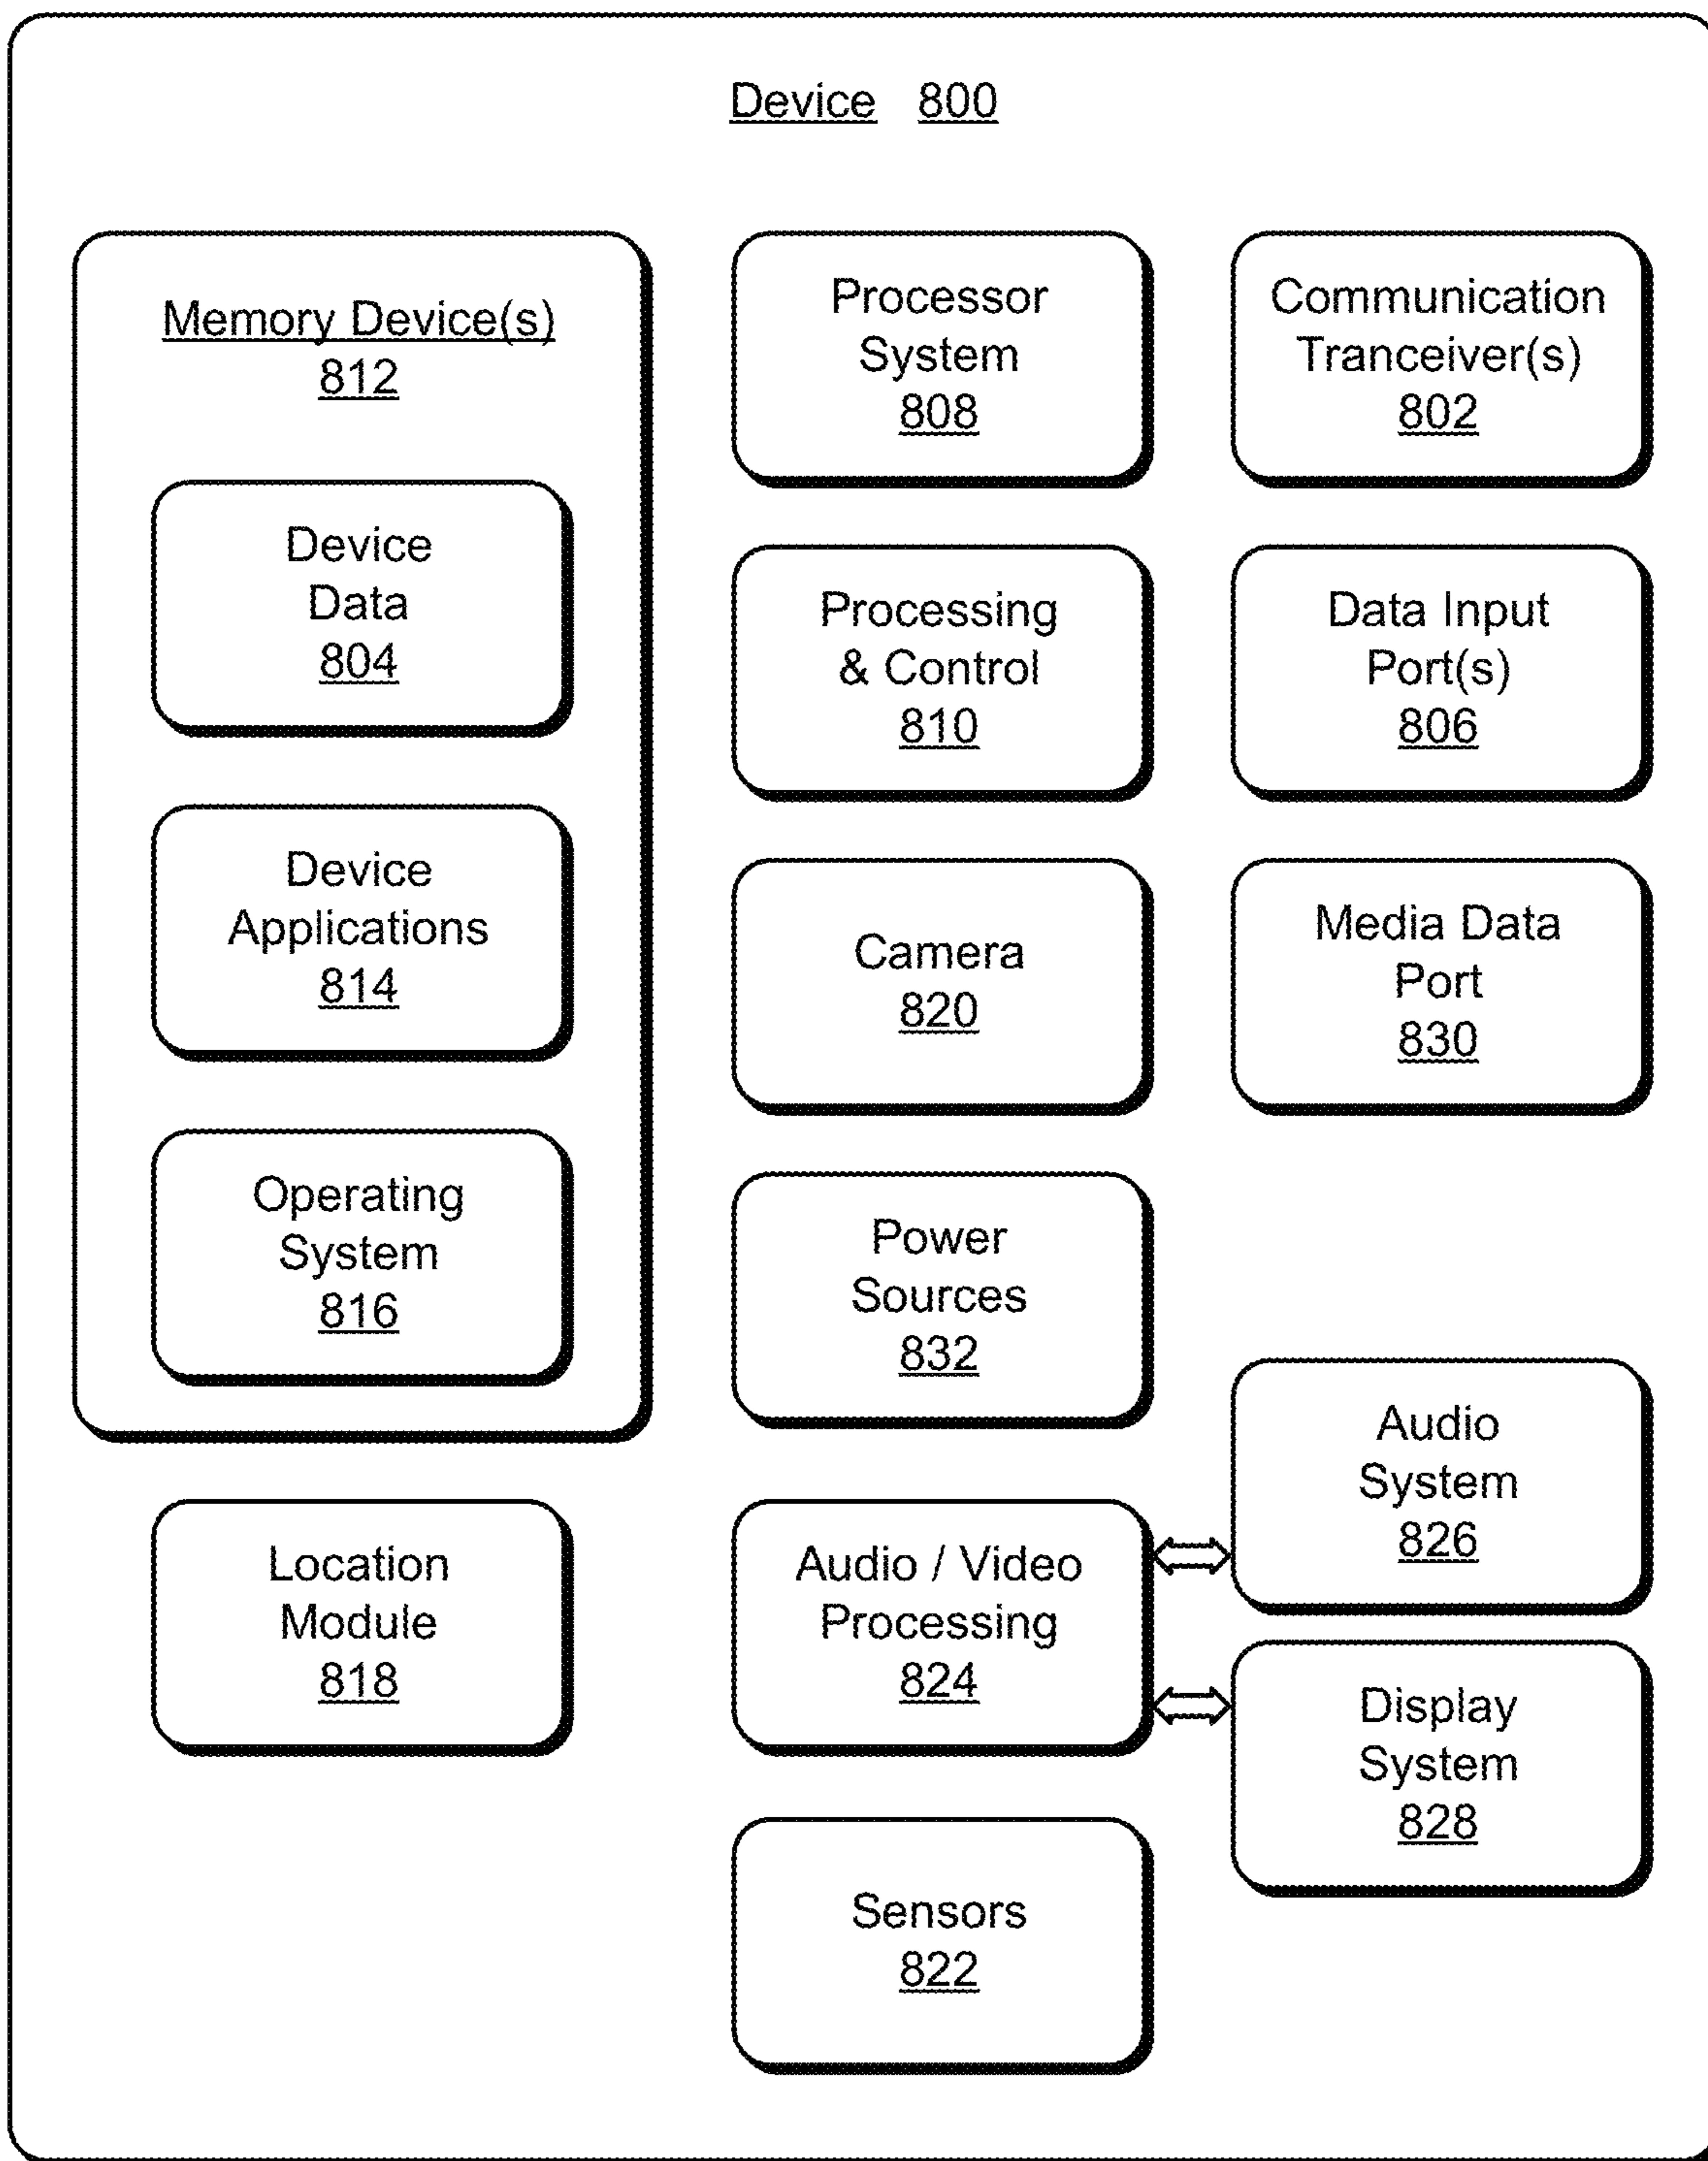 Device 800
Memory Device(s)
812
Device
Data
804
Device
Applications
814
Operating
System
816
Location
Module
818
Processor
System
808
Processing
& Control
810
Camera
820
Power
Sources
832
Audio / Video
Processing
824
Sensors
822
Communication
Tranceiver(s)
802
Data Input
Port(s)
806
Media Data
Port
830
Audio
System
826
Display
System
828